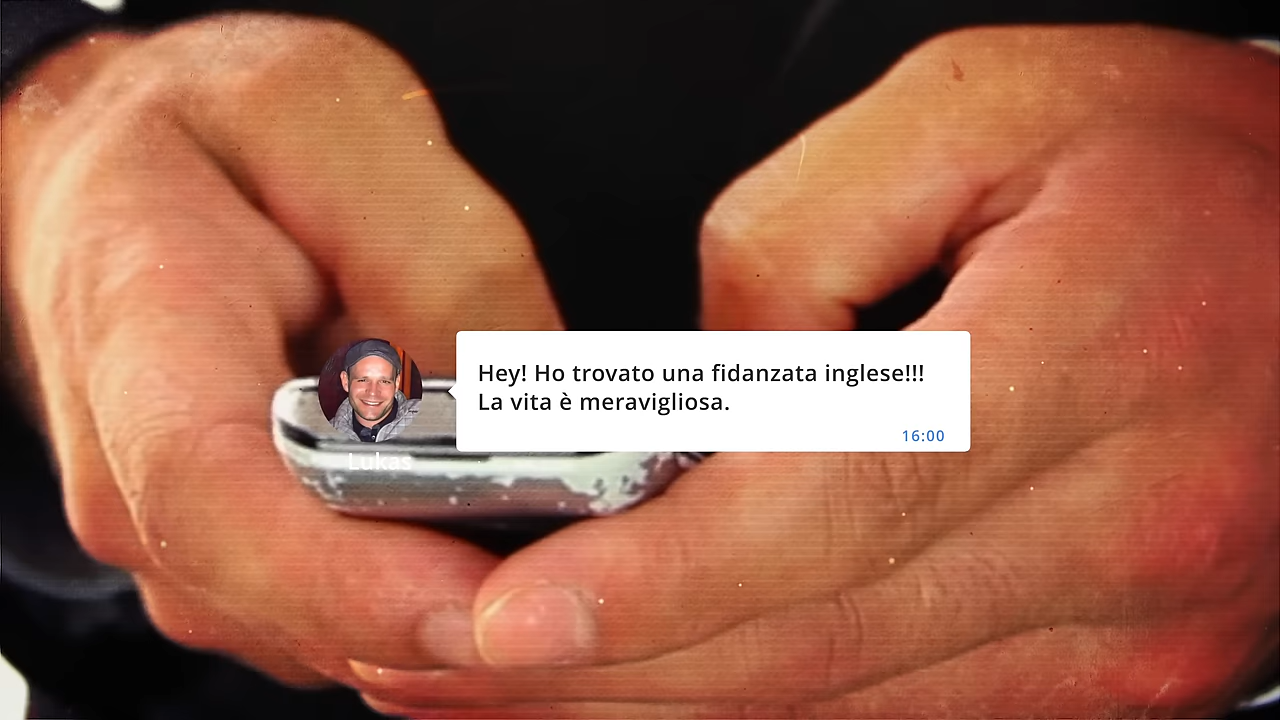 Hey! Ho trovato una fidanzata inglese!!!
La vita è meravigliosa.
16:00
Lukas